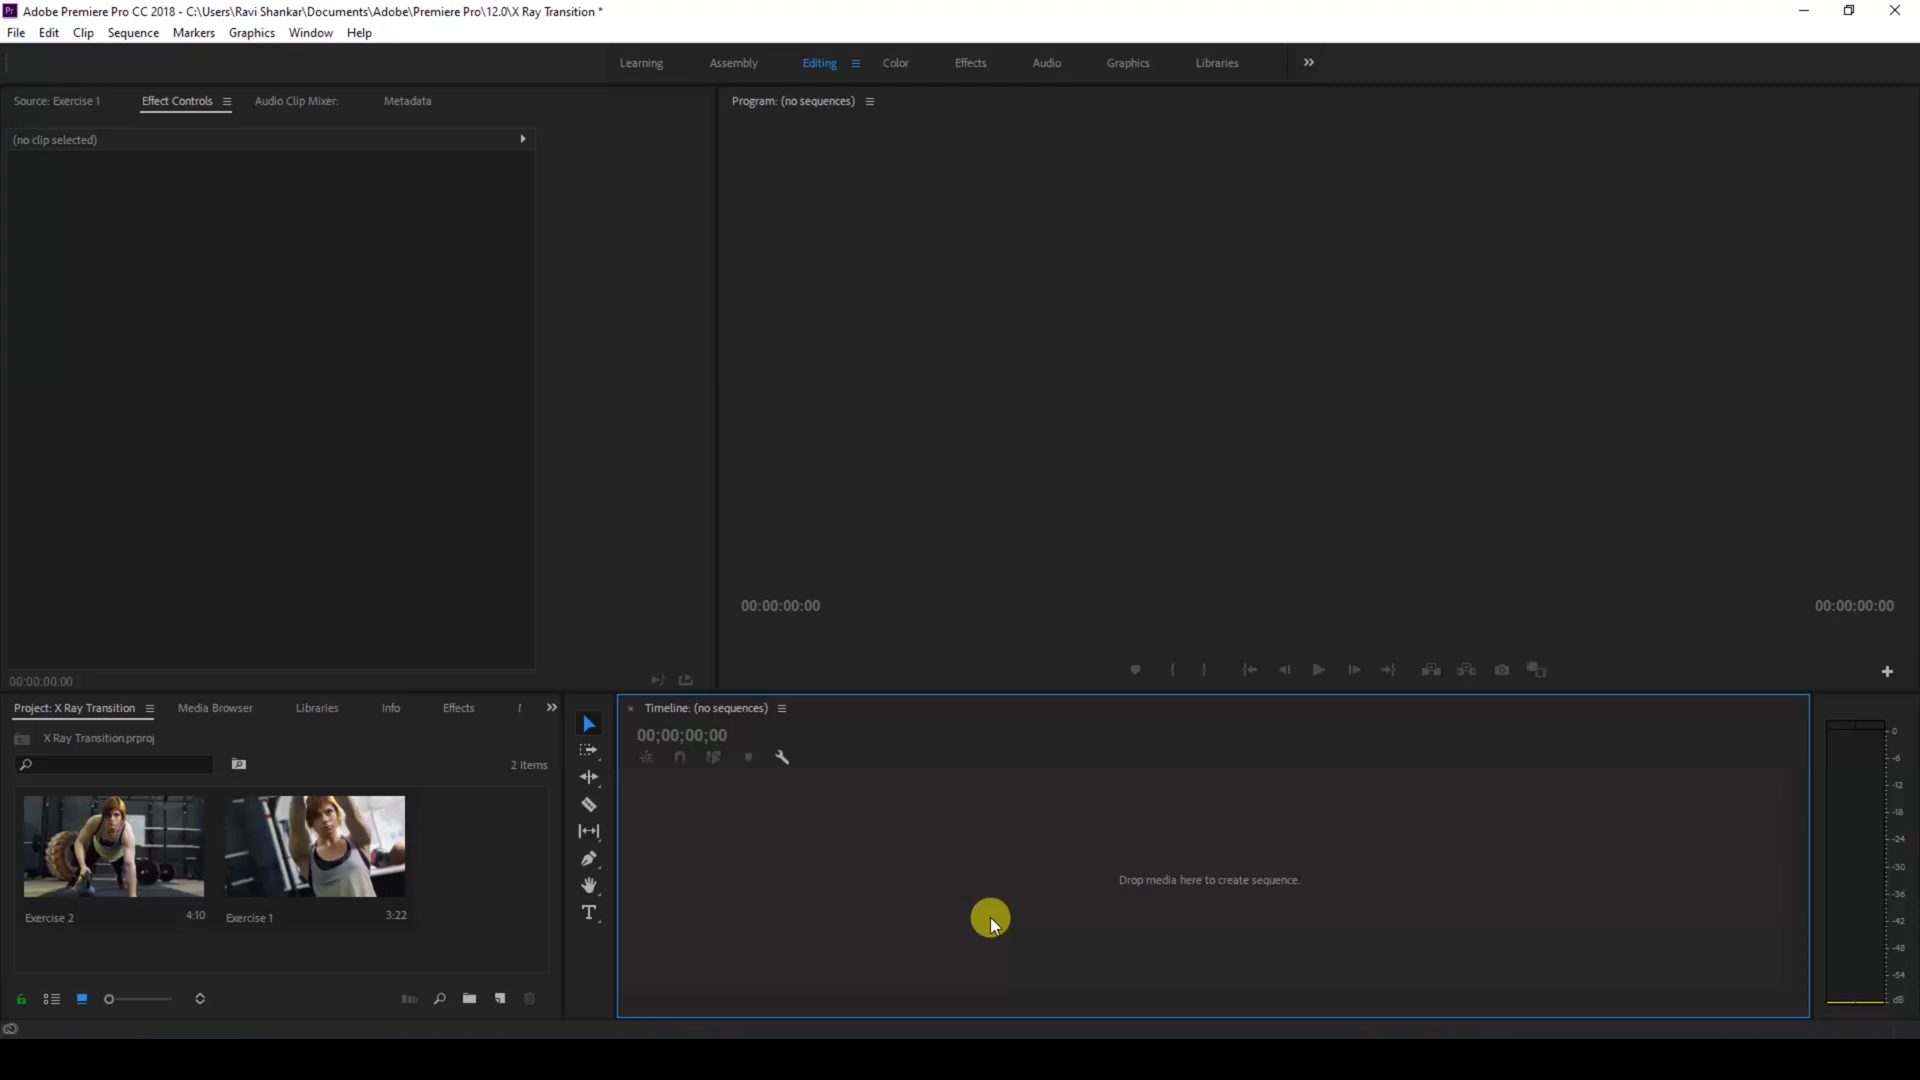 Adobe Premiere Pro CC 2018 - C:\Users\Ravi Shankar\Documents\Adobe\Premiere Pro\12.0\X Ray Transition *
File Edit Clip Sequence Markers Graphics Window Help
Learning Assembly Editing Color Effects Audio Graphics Libraries
Source: Exercise 1 Effect Controls Audio Clip Mixer: Metadata
Program: (no sequences)
(no clip selected)
00:00:00:00 00:00:00:00
00:00:00:00
Project: X Ray Transition Media Browser Libraries Info Effects
Timeline: (no sequences)
00;00;00;00
X Ray Transition.prproj
2 Items
Drop media here to create sequence.
Exercise 2 4:10 Exercise 1 3:22
0
-6
-12
-18
-24
-30
-36
-42
-48
-54
dB